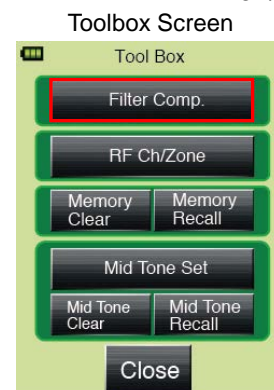 Toolbox Screen
Tool Box
Filter Comp.
RF Ch/Zone
Memory Clear
Memory Recall
Mid Tone Set
Mid Tone Clear
Mid Tone Recall
Close